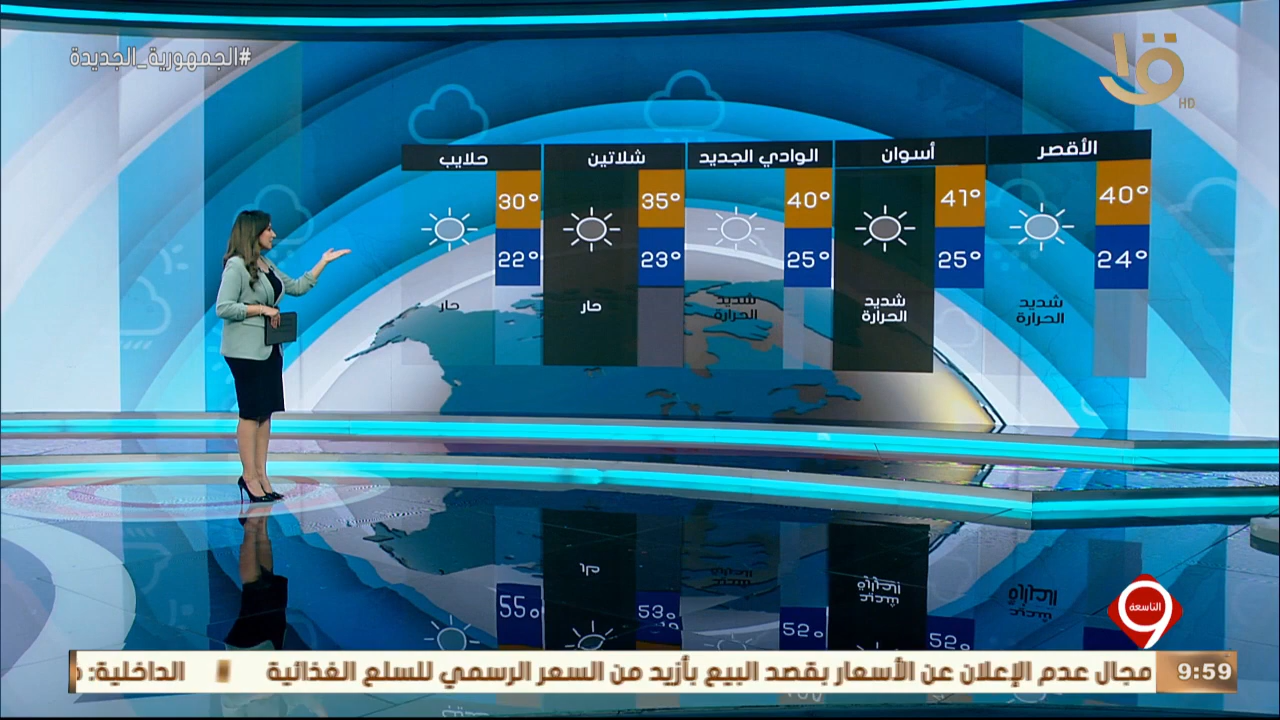 #الجمهورية_الجديدة
ق1
HD
الأقصر
40°
24°
شديد
الحرارة
أسوان
41°
25°
شديد
الحرارة
الوادي الجديد
40°
25°
شديد
الحرارة
شلاتين
35°
23°
حار
حلايب
30°
22°
حار
التاسعة
9
9:59
مجال عدم الإعلان عن الأسعار بقصد البيع بأزيد من السعر الرسمي للسلع الغذائية
الداخلية: